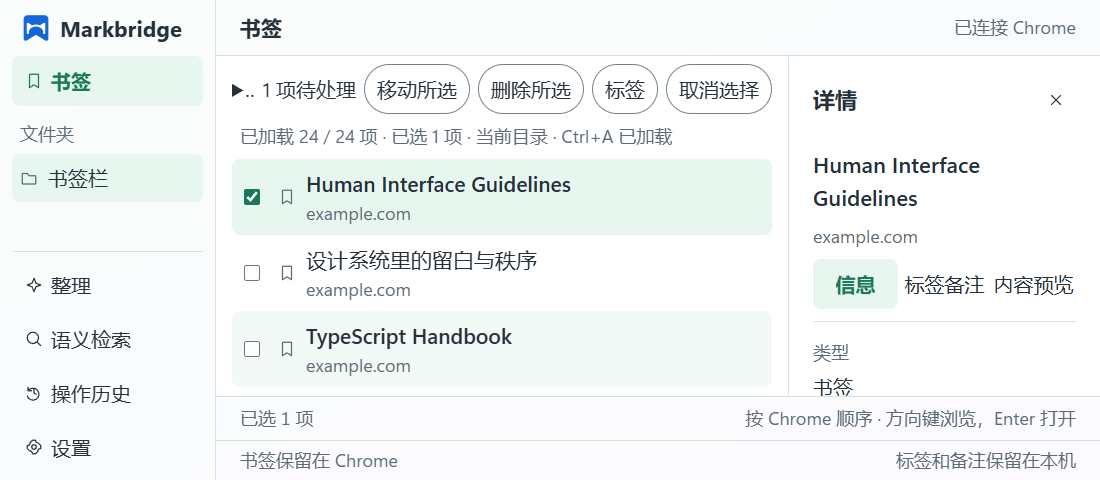 Markbridge
书签
文件夹
书签栏
整理
语义检索
操作历史
设置
书签
已连接 Chrome
▶.. 1 项待处理 移动所选 删除所选 标签 取消选择
已加载 24 / 24 项 · 已选 1 项 · 当前目录 · Ctrl+A 已加载
Human Interface Guidelines
example.com
设计系统里的留白与秩序
example.com
TypeScript Handbook
example.com
详情
Human Interface
Guidelines
example.com
信息 标签备注 内容预览
类型
书签
已选 1 项
按 Chrome 顺序 · 方向键浏览，Enter 打开
书签保留在 Chrome
标签和备注保留在本机